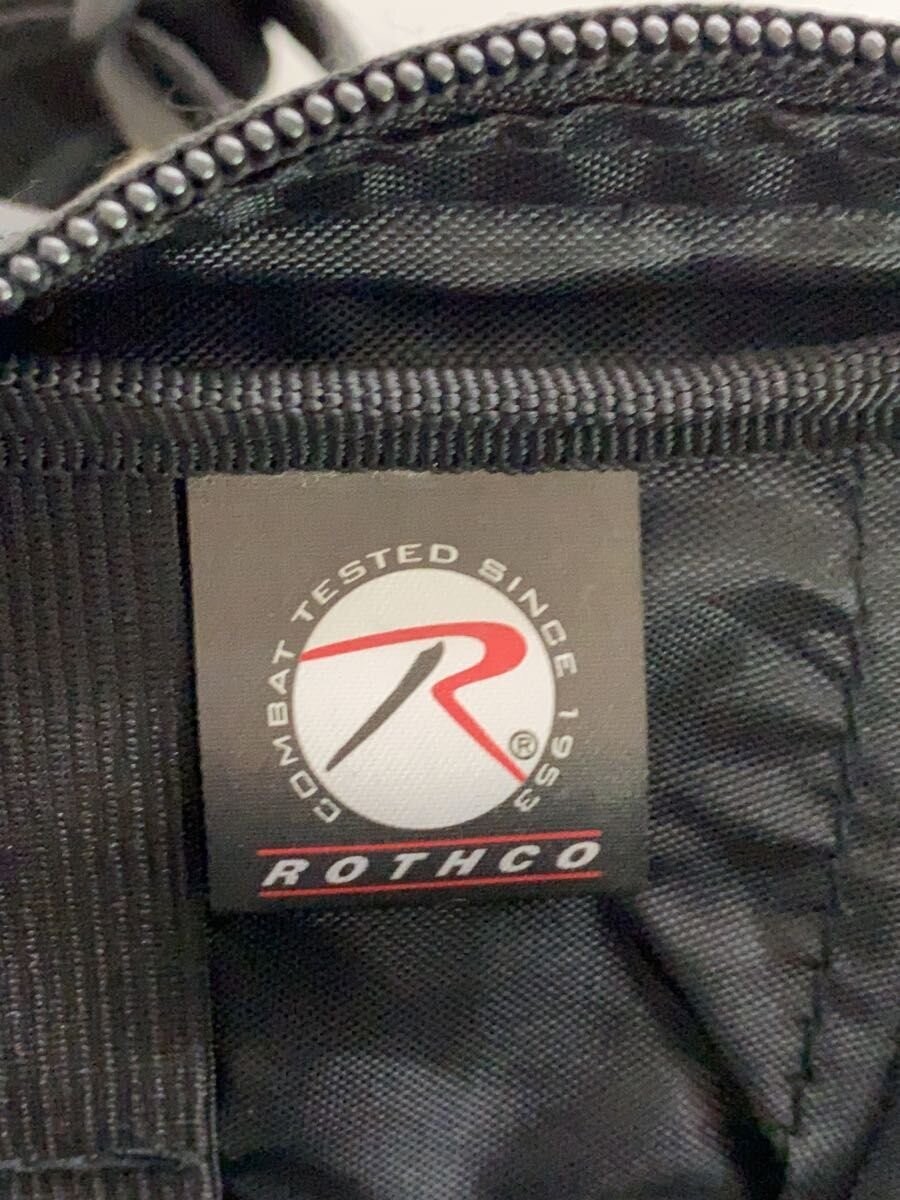 COMBAT TESTED SINCE 1953
R®
ROTHCO